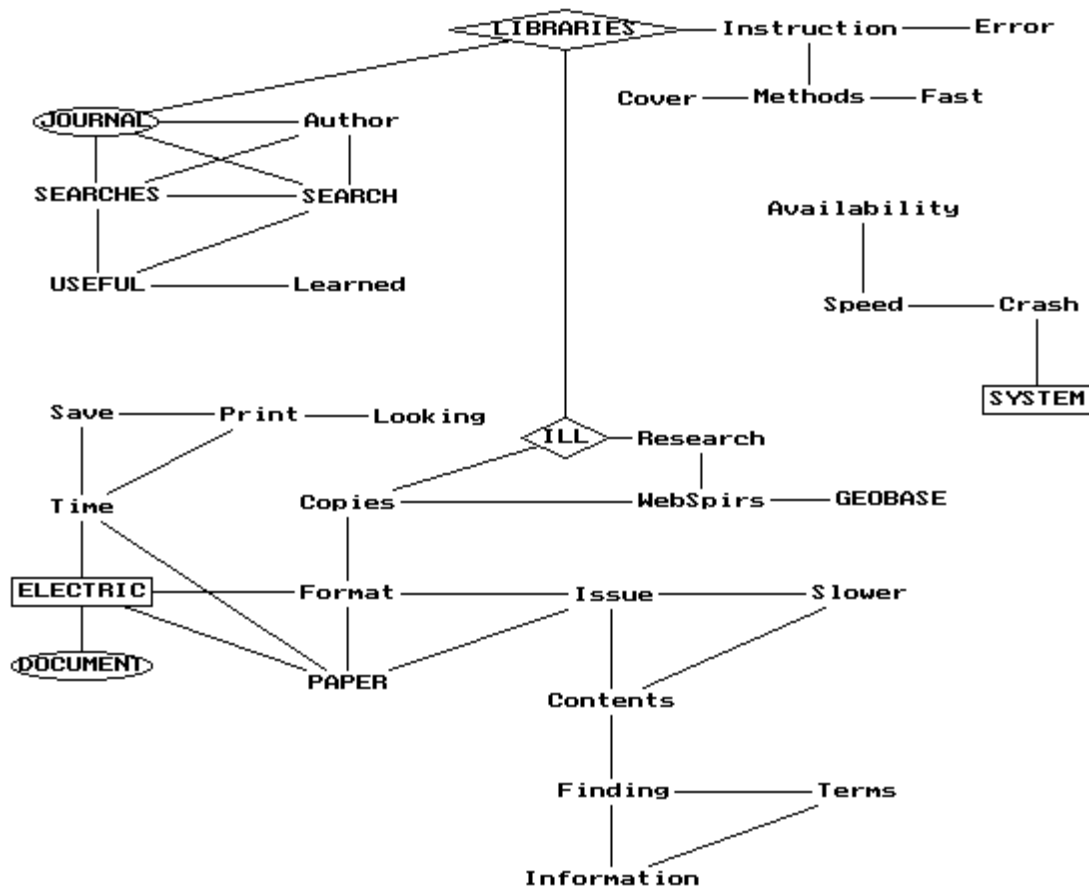 LIBRARIES Instruction Error
Cover Methods Fast
JOURNAL Author
SEARCHES SEARCH
Availability
USEFUL Learned
Speed Crash
SYSTEM
Save Print Looking
ILL Research
Time Copies WebSpirs GEOBASE
ELECTRIC Format Issue Slower
DOCUMENT PAPER
Contents
Finding Terms
Information